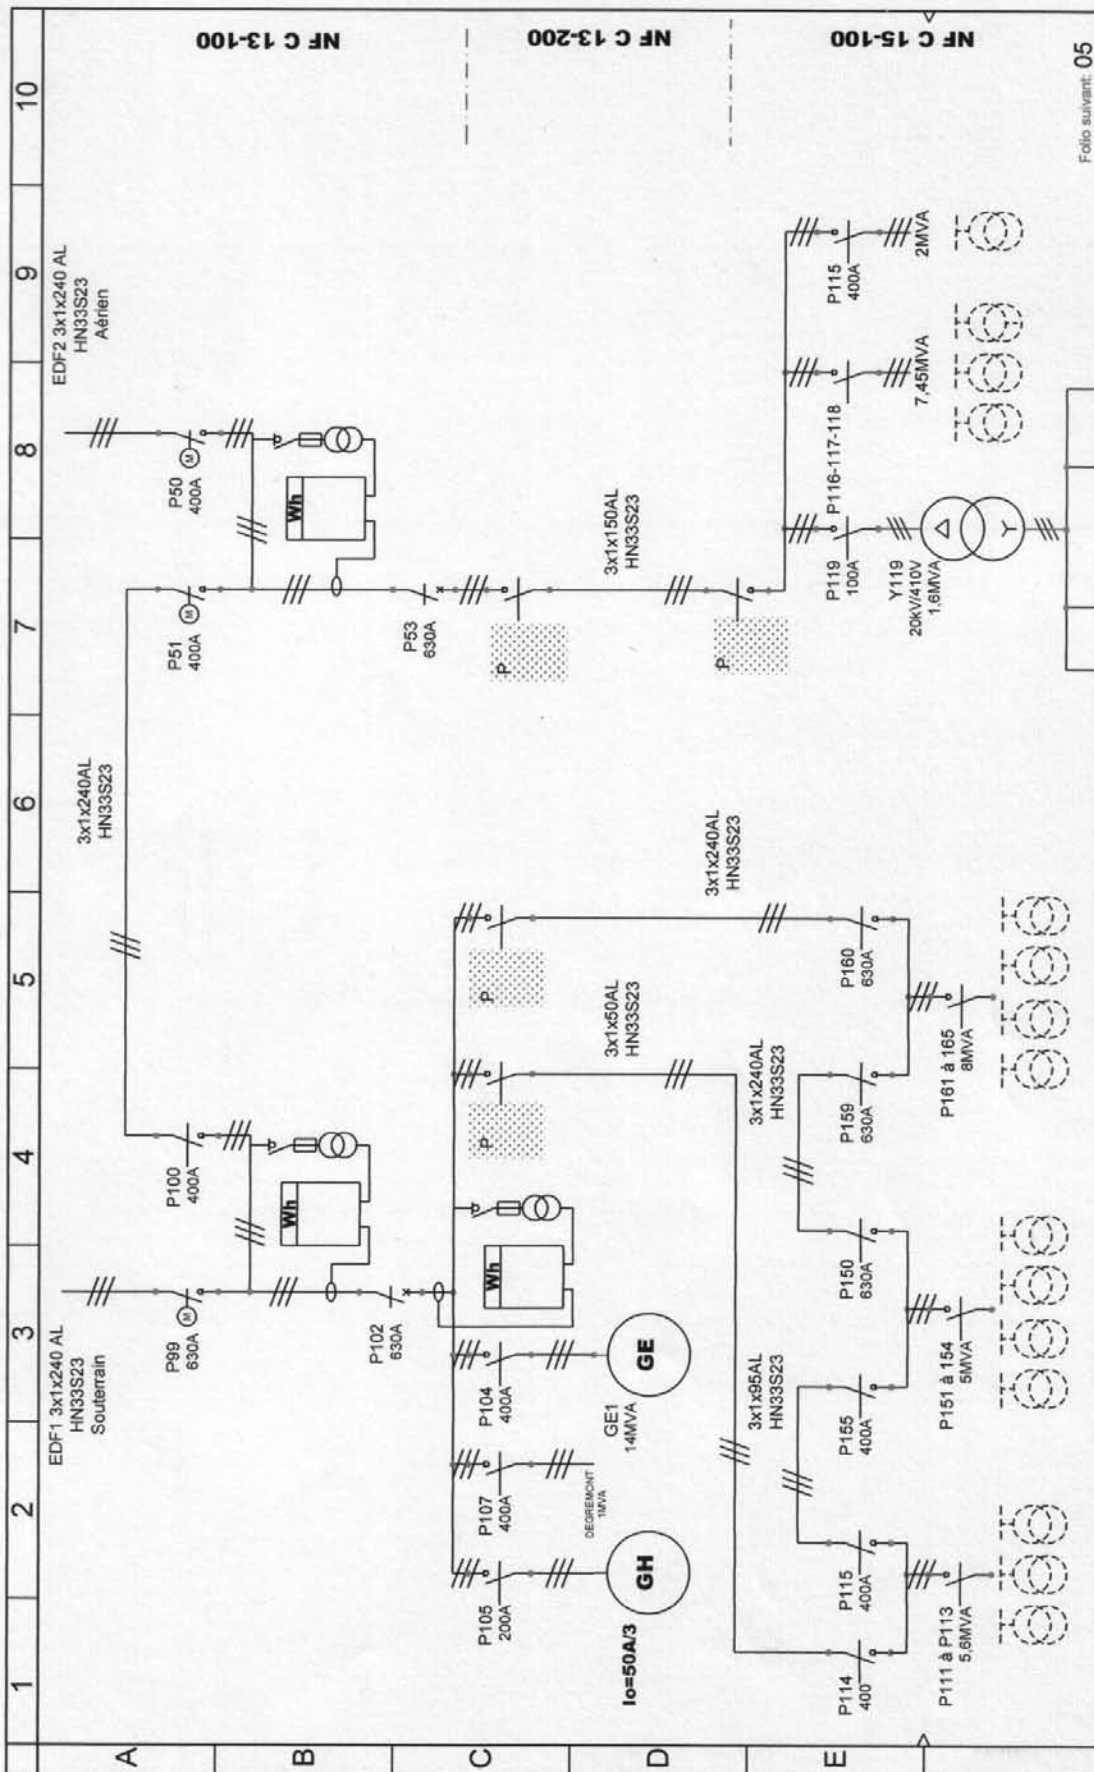 1 2 3 4 5 6 7 8 9 10
A
B
C
D
E
EDF1 3x1x240 AL
HN33S23
Souterrain
P99
630A
M
P100
400A
3x1x240AL
HN33S23
P51
400A
M
P50
400A
M
EDF2 3x1x240 AL
HN33S23
Aérien
NF C 13-100
Wh
P102
630A
Wh
P53
630A
NF C 13-200
P105
200A
P107
400A
P104
400A
Wh
P
P
P
Io=50A/3
GH
DEGREMONT
1MVA
GE1
14MVA
GE
3x1x50AL
HN33S23
3x1x240AL
HN33S23
3x1x150AL
HN33S23
P
NF C 15-100
3x1x95AL
HN33S23
3x1x240AL
HN33S23
P114
400
P115
400A
P155
400A
P150
630A
P159
630A
P160
630A
P119
100A
P116-117-118
P115
400A
Y119
20kV/410V
1,6MVA
7,45MVA
2MVA
P111 à P113
5,6MVA
P151 à 154
5MVA
P161 à 165
8MVA
Folio suivant: 05